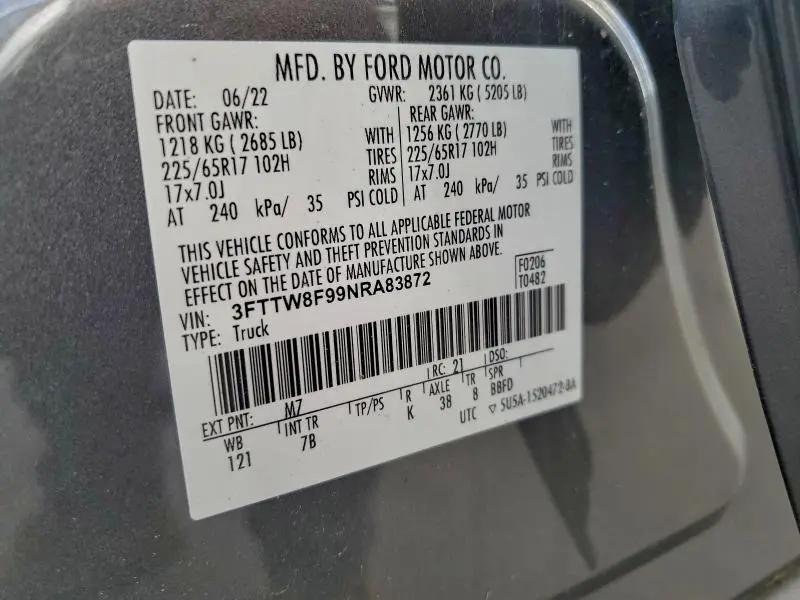 MFD. BY FORD MOTOR CO.
DATE: 06/22 GVWR: 2361 KG ( 5205 LB)
FRONT GAWR: REAR GAWR:
1218 KG ( 2685 LB) WITH 1256 KG ( 2770 LB) WITH
225/65R17 102H TIRES 225/65R17 102H TIRES
17x7.0J RIMS 17x7.0J RIMS
AT 240 kPa/ 35 PSI COLD AT 240 kPa/ 35 PSI COLD
THIS VEHICLE CONFORMS TO ALL APPLICABLE FEDERAL MOTOR
VEHICLE SAFETY AND THEFT PREVENTION STANDARDS IN
EFFECT ON THE DATE OF MANUFACTURE SHOWN ABOVE.
F0206
T0482
VIN: 3FTTW8F99NRA83872
TYPE: Truck
EXT PNT: M7 RC: 21 DSO:
WB INT TR TP/PS R AXLE TR SPR
121 7B K 38 8 BBFD
UTC ▽ 5U5A-1520472-BA